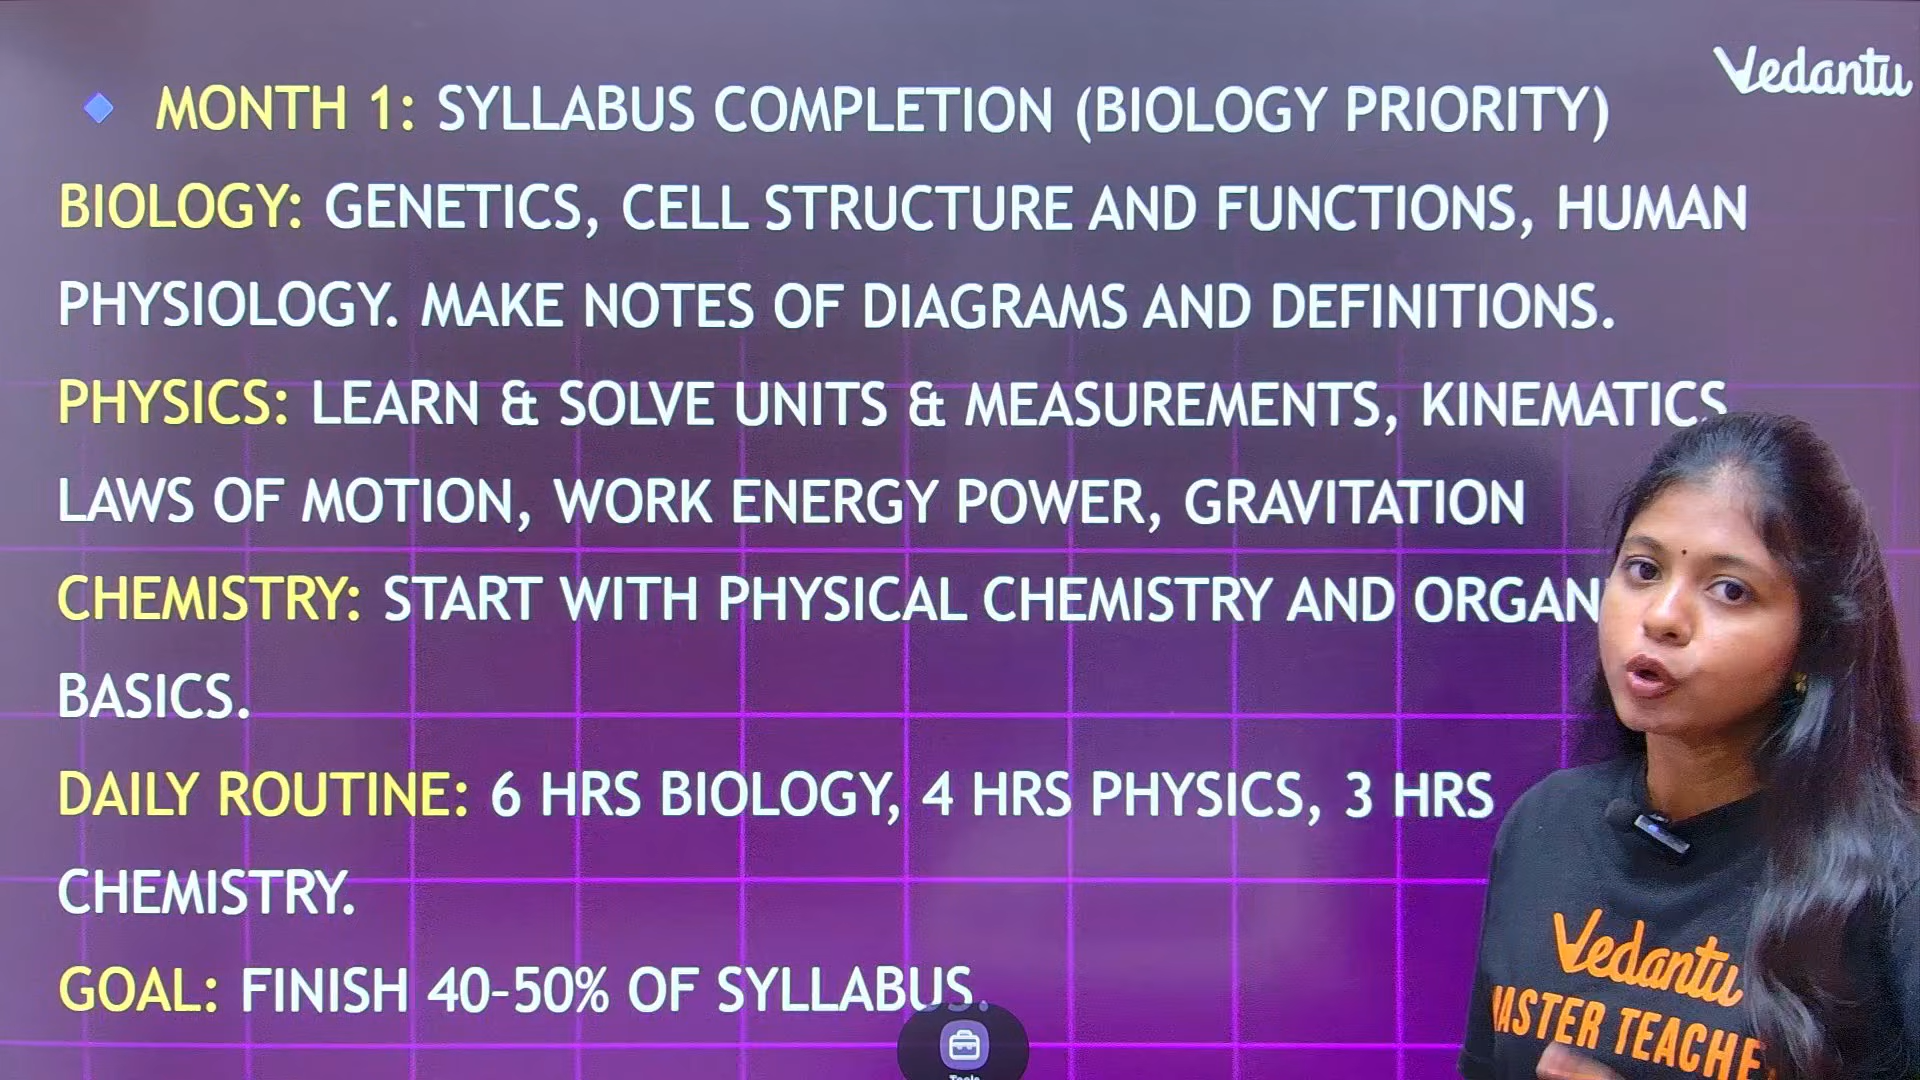 Vedantu
MONTH 1: SYLLABUS COMPLETION (BIOLOGY PRIORITY)
BIOLOGY: GENETICS, CELL STRUCTURE AND FUNCTIONS, HUMAN
PHYSIOLOGY. MAKE NOTES OF DIAGRAMS AND DEFINITIONS.
PHYSICS: LEARN & SOLVE UNITS & MEASUREMENTS, KINEMATICS
LAWS OF MOTION, WORK ENERGY POWER, GRAVITATION
CHEMISTRY: START WITH PHYSICAL CHEMISTRY AND ORGAN
BASICS.
DAILY ROUTINE: 6 HRS BIOLOGY, 4 HRS PHYSICS, 3 HRS
CHEMISTRY.
GOAL: FINISH 40-50% OF SYLLABUS.
Vedantu
MASTER TEACHE